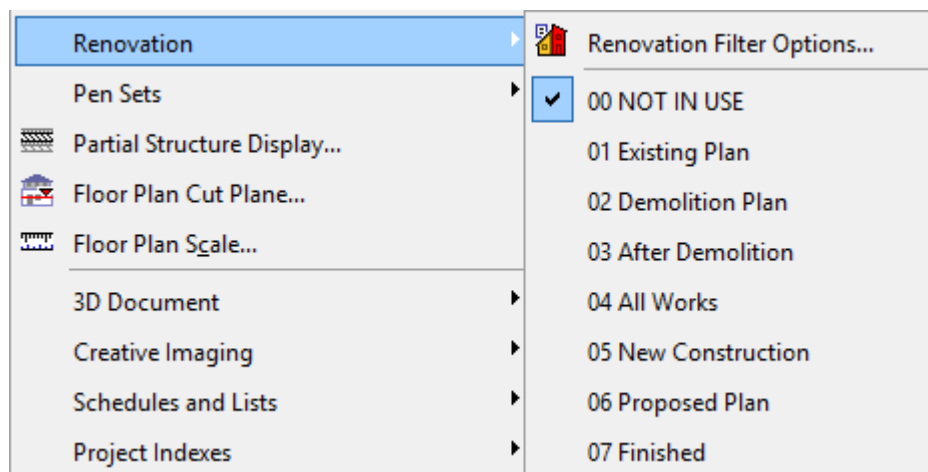 Renovation
Pen Sets
Partial Structure Display...
Floor Plan Cut Plane...
Floor Plan Scale...
3D Document
Creative Imaging
Schedules and Lists
Project Indexes
Renovation Filter Options...
00 NOT IN USE
01 Existing Plan
02 Demolition Plan
03 After Demolition
04 All Works
05 New Construction
06 Proposed Plan
07 Finished